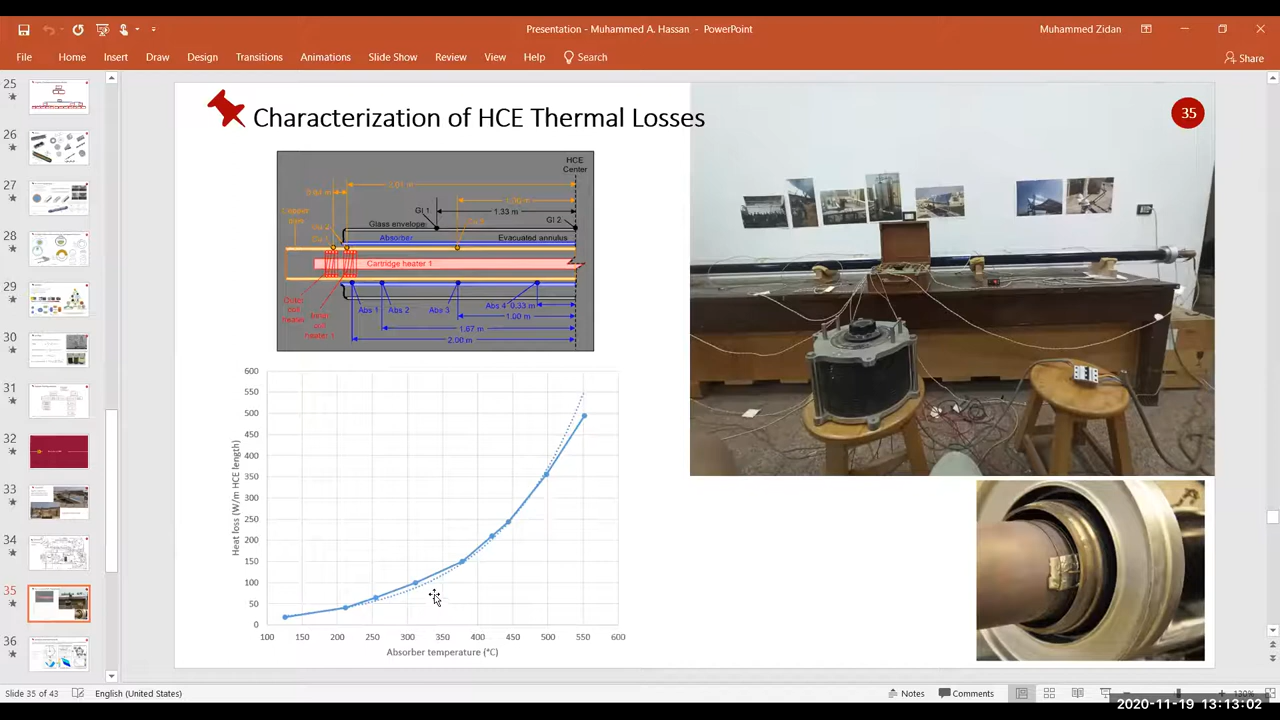 Presentation - Muhammed A. Hassan - PowerPoint
Muhammed Zidan
File Home Insert Draw Design Transitions Animations Slide Show Review View Help Search
Share
25
26
27
28
29
30
31
32
33
34
35
36
Characterization of HCE Thermal Losses
35
HCE
Center
Gl 1
1.33 m
Gl 2
Glass envelope
Absorber
Evacuated annulus
Cartridge heater 1
Abs 1
Abs 2
Abs 3
Abs 4
0.33 m
1.00 m
1.67 m
2.00 m
600
550
500
450
400
350
300
250
200
150
100
50
0
Heat loss (W/m HCE length)
100 150 200 250 300 350 400 450 500 550 600
Absorber temperature (°C)
Slide 35 of 43
English (United States)
Notes
Comments
130%
2020-11-19 13:13:02